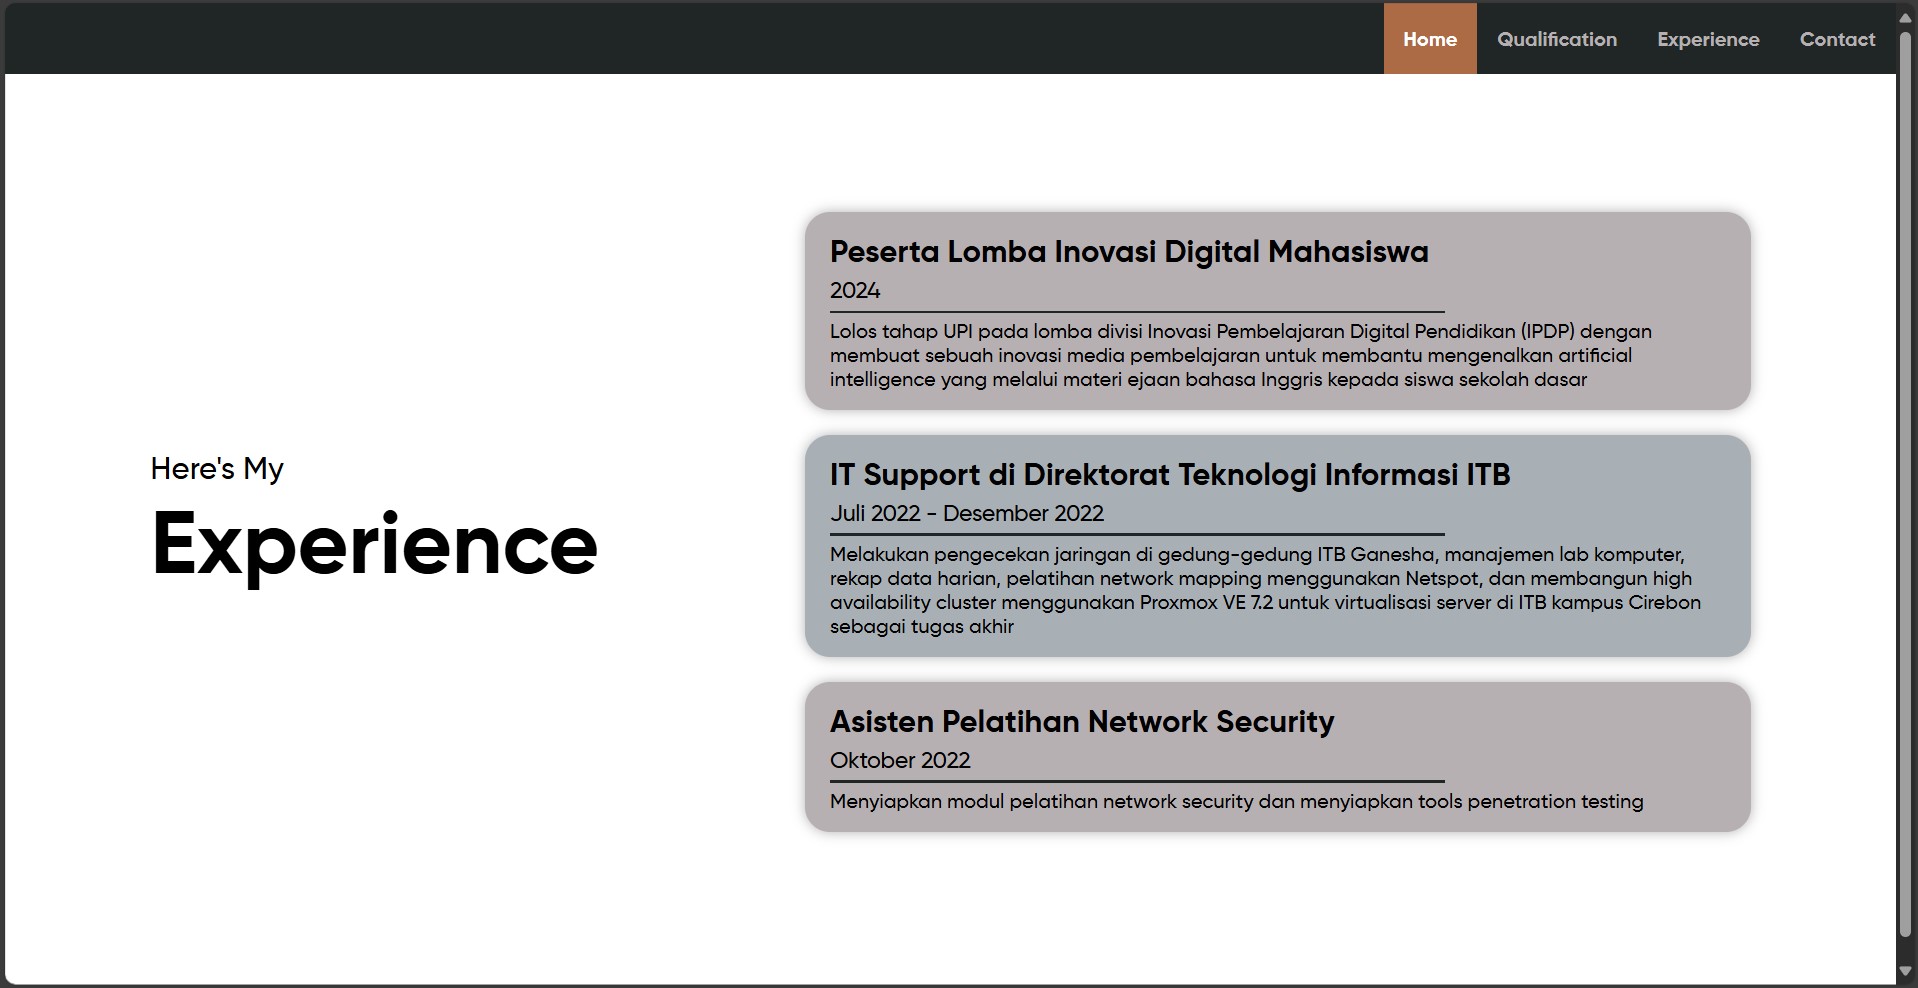 Home Qualification Experience Contact
Here's My
Experience
Peserta Lomba Inovasi Digital Mahasiswa
2024
Lolos tahap UPI pada lomba divisi Inovasi Pembelajaran Digital Pendidikan (IPDP) dengan
membuat sebuah inovasi media pembelajaran untuk membantu mengenalkan artificial
intelligence yang melalui materi ejaan bahasa Inggris kepada siswa sekolah dasar
IT Support di Direktorat Teknologi Informasi ITB
Juli 2022 - Desember 2022
Melakukan pengecekan jaringan di gedung-gedung ITB Ganesha, manajemen lab komputer,
rekap data harian, pelatihan network mapping menggunakan Netspot, dan membangun high
availability cluster menggunakan Proxmox VE 7.2 untuk virtualisasi server di ITB kampus Cirebon
sebagai tugas akhir
Asisten Pelatihan Network Security
Oktober 2022
Menyiapkan modul pelatihan network security dan menyiapkan tools penetration testing